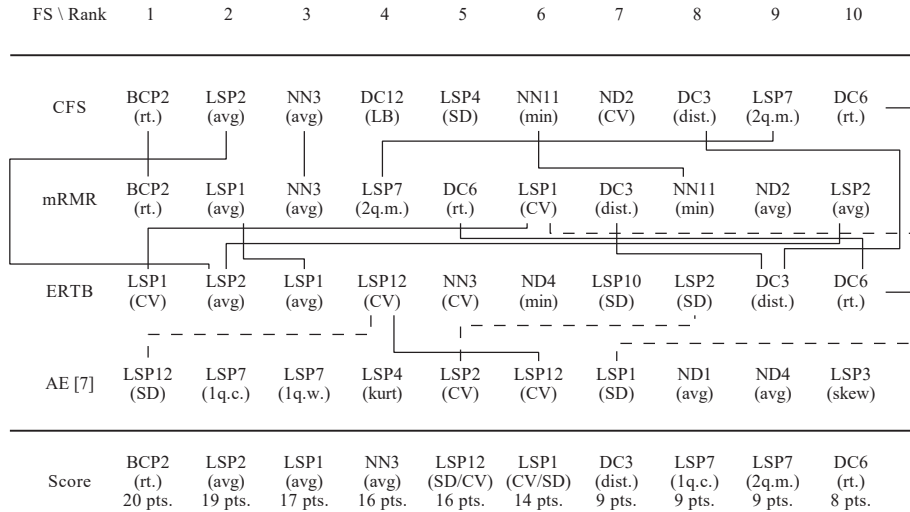 FS \ Rank 1 2 3 4 5 6 7 8 9 10
BCP2 LSP2 NN3 DC12 LSP4 NN11 ND2 DC3 LSP7 DC6
CFS
(rt.) (avg) (avg) (LB) (SD) (min) (CV) (dist.) (2q.m.) (rt.)
BCP2 LSP1 NN3 LSP7 DC6 LSP1 DC3 NN11 ND2 LSP2
mRMR
(rt.) (avg) (avg) (2q.m.) (rt.) (CV) (dist.) (min) (avg) (avg)
LSP1 LSP2 LSP1 LSP12 NN3 ND4 LSP10 LSP2 DC3 DC6
ERTB
(CV) (avg) (avg) (CV) (CV) (min) (SD) (SD) (dist.) (rt.)
LSP12 LSP7 LSP7 LSP4 LSP2 LSP12 LSP1 ND1 ND4 LSP3
AE [7]
(SD) (1q.c.) (1q.w.) (kurt) (CV) (CV) (SD) (avg) (avg) (skew)
BCP2 LSP2 LSP1 NN3 LSP12 LSP1 DC3 LSP7 LSP7 DC6
Score (rt.) (avg) (avg) (avg) (SD/CV) (CV/SD) (dist.) (1q.c.) (2q.m.) (rt.)
20 pts. 19 pts. 17 pts. 16 pts. 16 pts. 14 pts. 9 pts. 9 pts. 9 pts. 8 pts.